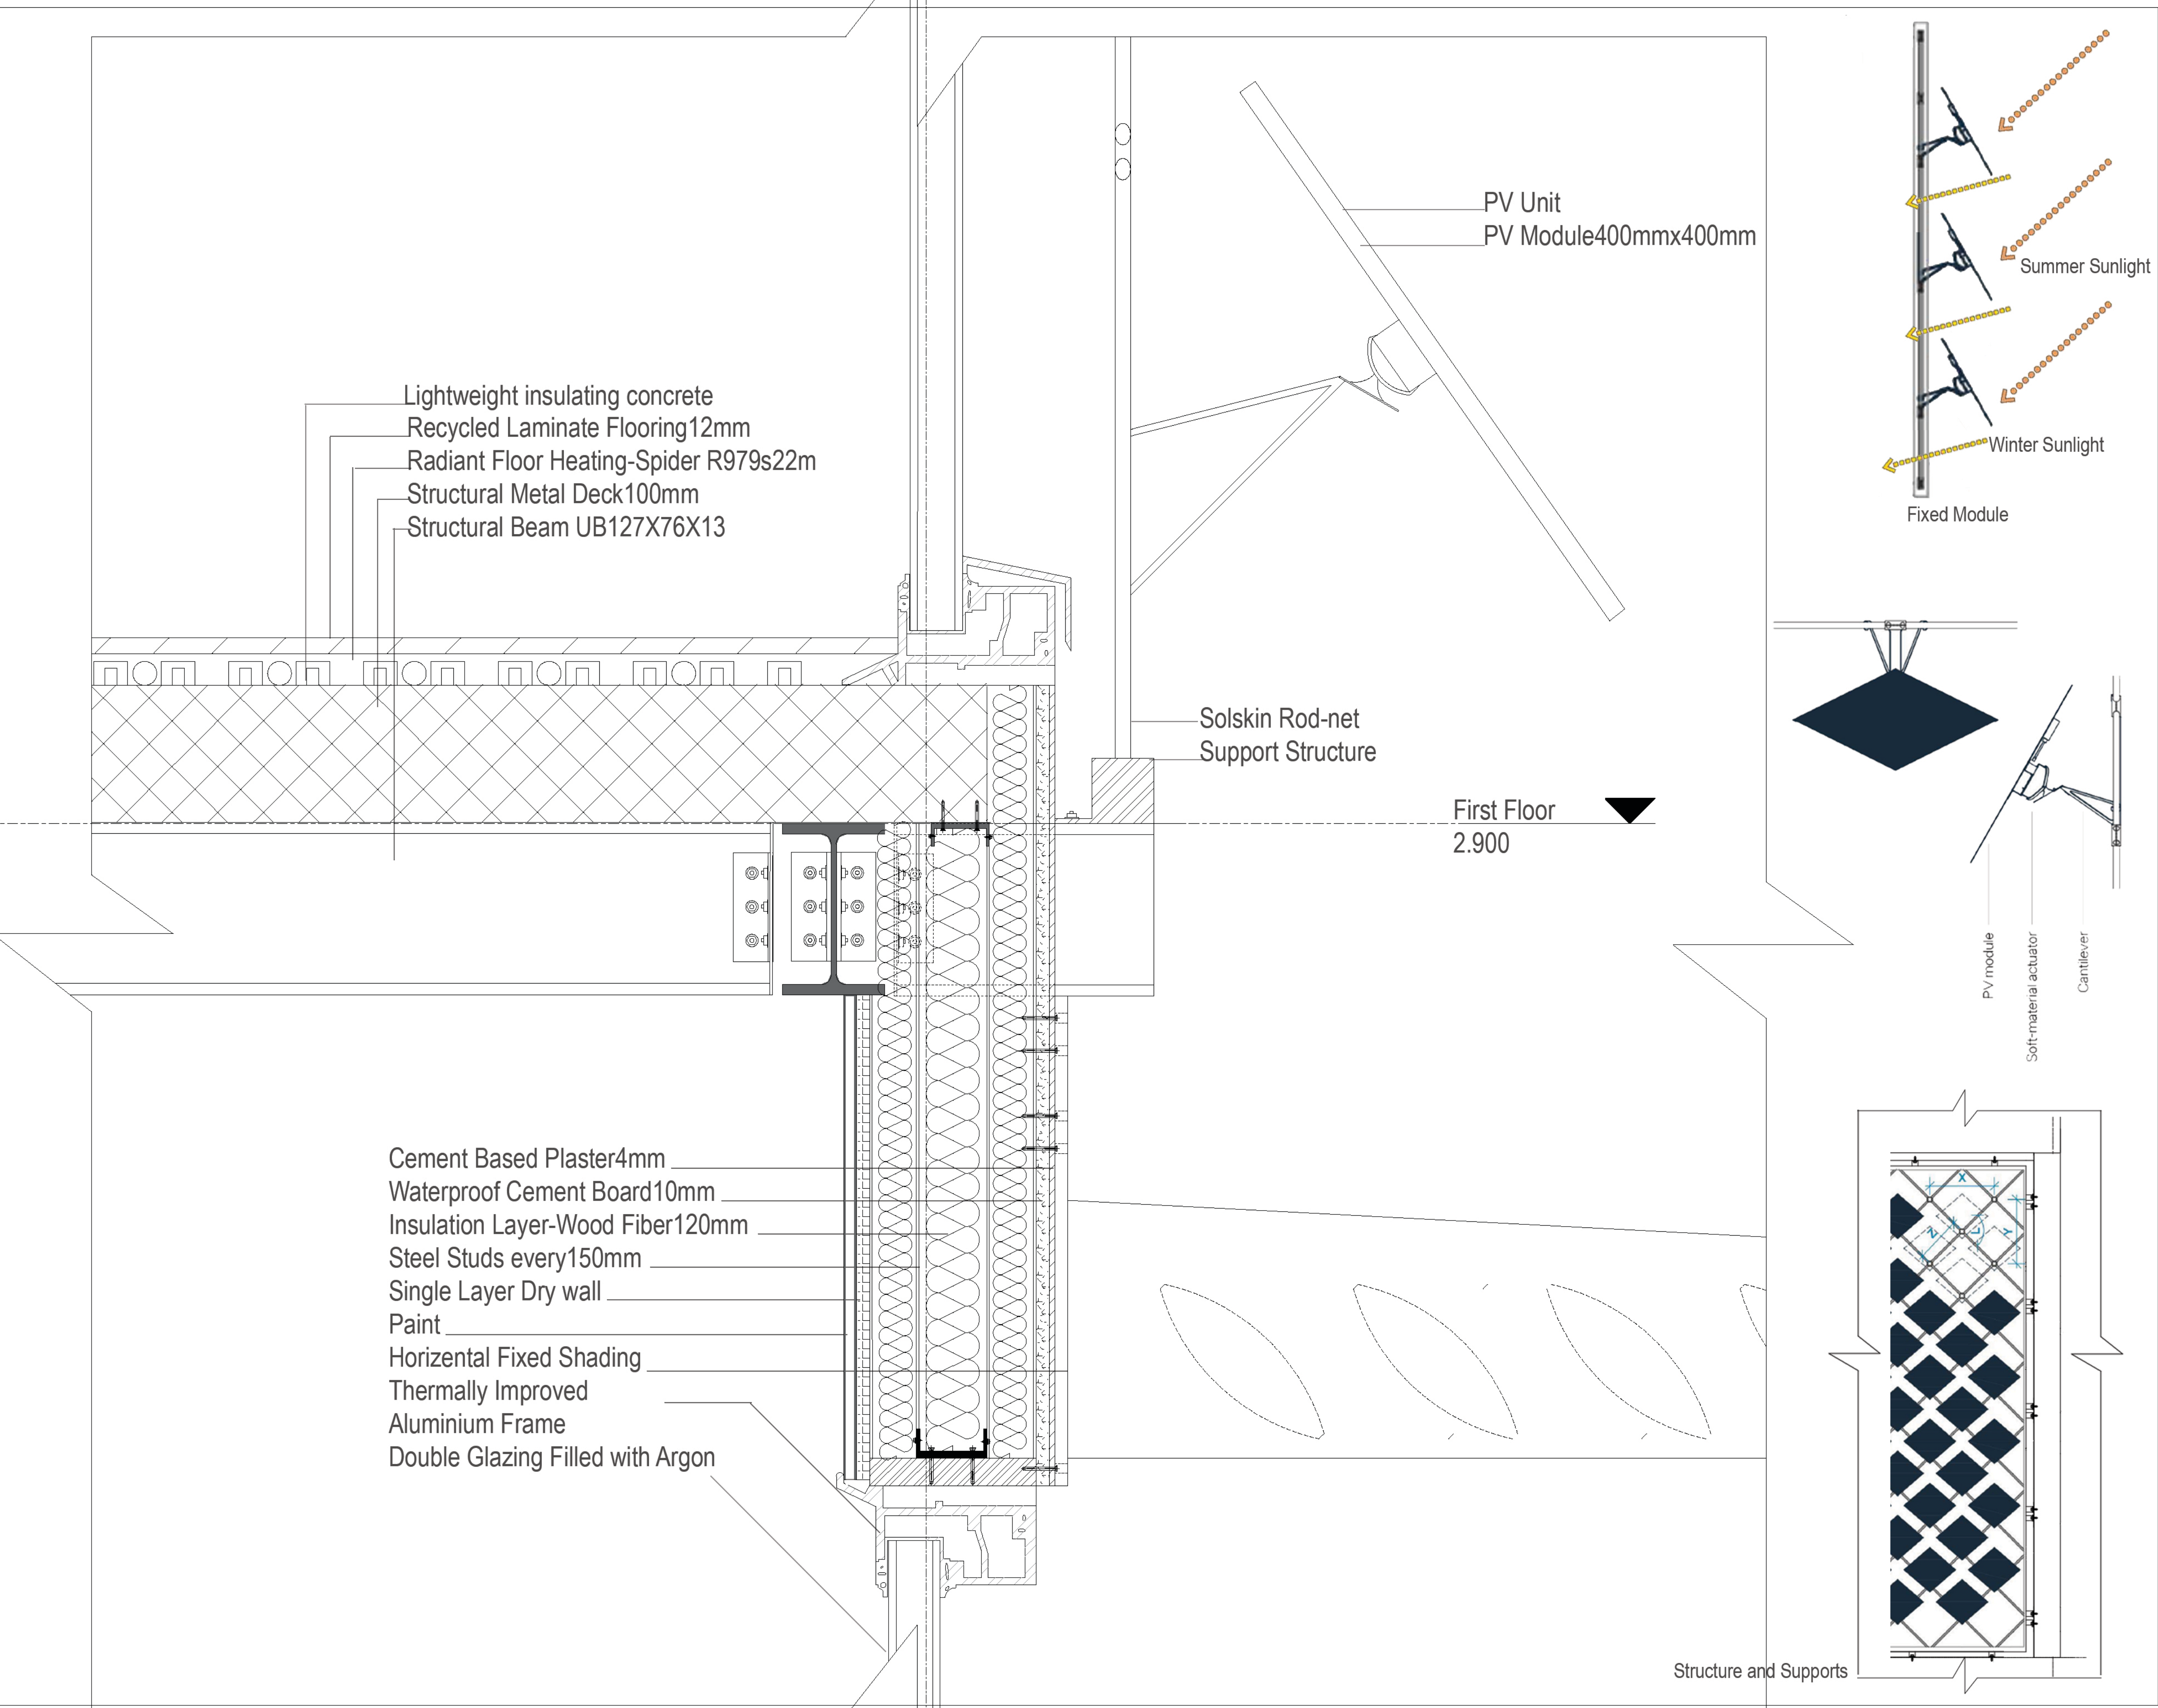 PV Unit
PV Module400mmx400mm
Summer Sunlight
Winter Sunlight
Fixed Module
Lightweight insulating concrete
Recycled Laminate Flooring12mm
Radiant Floor Heating-Spider R979s22m
Structural Metal Deck100mm
Structural Beam UB127X76X13
Solskin Rod-net
Support Structure
First Floor
2.900
PV module
Soft-material actuator
Cantilever
Cement Based Plaster4mm
Waterproof Cement Board10mm
Insulation Layer-Wood Fiber120mm
Steel Studs every150mm
Single Layer Dry wall
Paint
Horizental Fixed Shading
Thermally Improved
Aluminium Frame
Double Glazing Filled with Argon
X
Y
Z
L
Structure and Supports